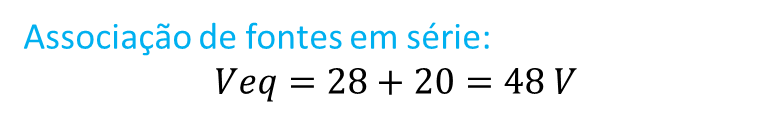 Associação de fontes em série:
Veq = 28 + 20 = 48 V